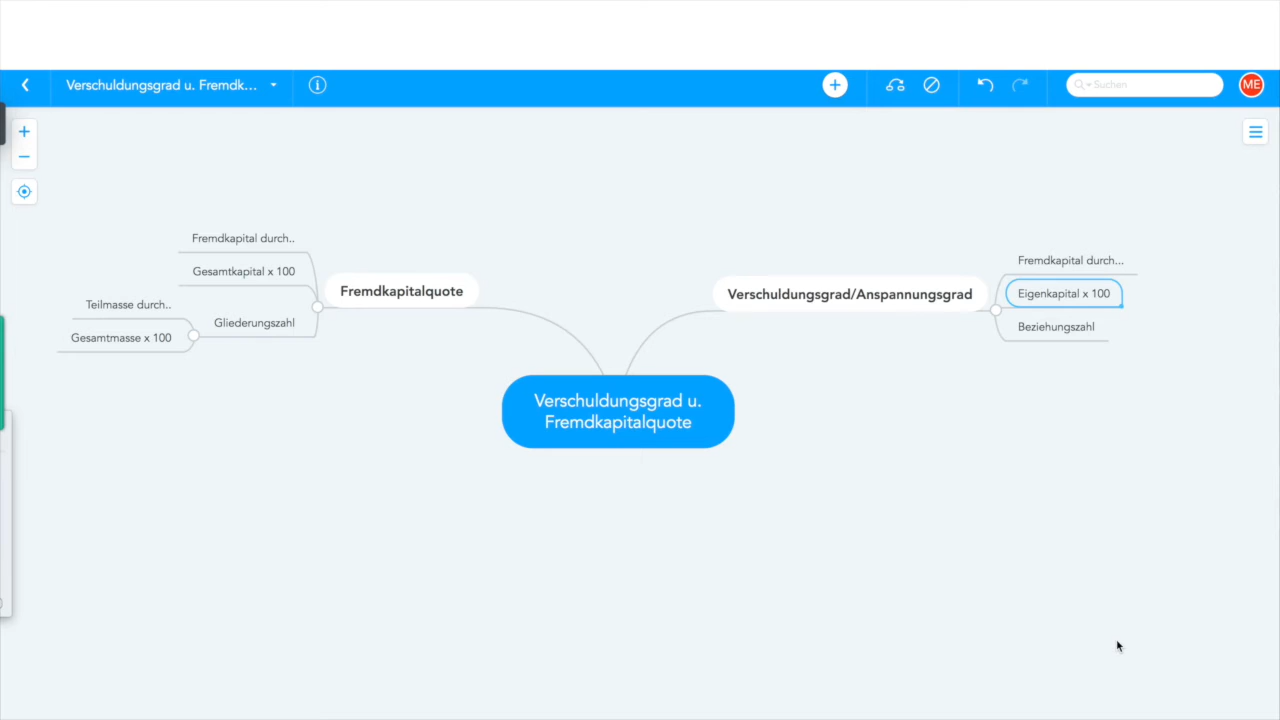 Verschuldungsgrad u. Fremdk...
Suchen
ME
Fremdkapital durch..
Gesamtkapital x 100
Teilmasse durch..
Gliederungszahl
Gesamtmasse x 100
Fremdkapitalquote
Verschuldungsgrad/Anspannungsgrad
Fremdkapital durch...
Eigenkapital x 100
Beziehungszahl
Verschuldungsgrad u.
Fremdkapitalquote